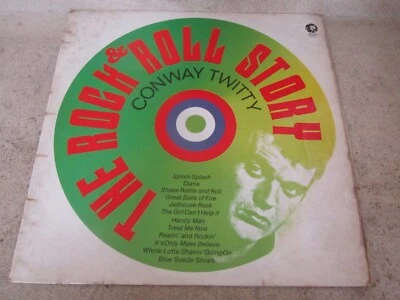 THE ROCK & ROLL STORY
CONWAY TWITTY
Splish Splash
Diana
Shake Rattle and Roll
Great Balls of Fire
Jailhouse Rock
The Girl Can't Help it
Handy Man
Treat Me Nice
Reelin' and Rockin'
It's Only Make Believe
Whole Lotta Shakin' Going On
Blue Suede Shoes